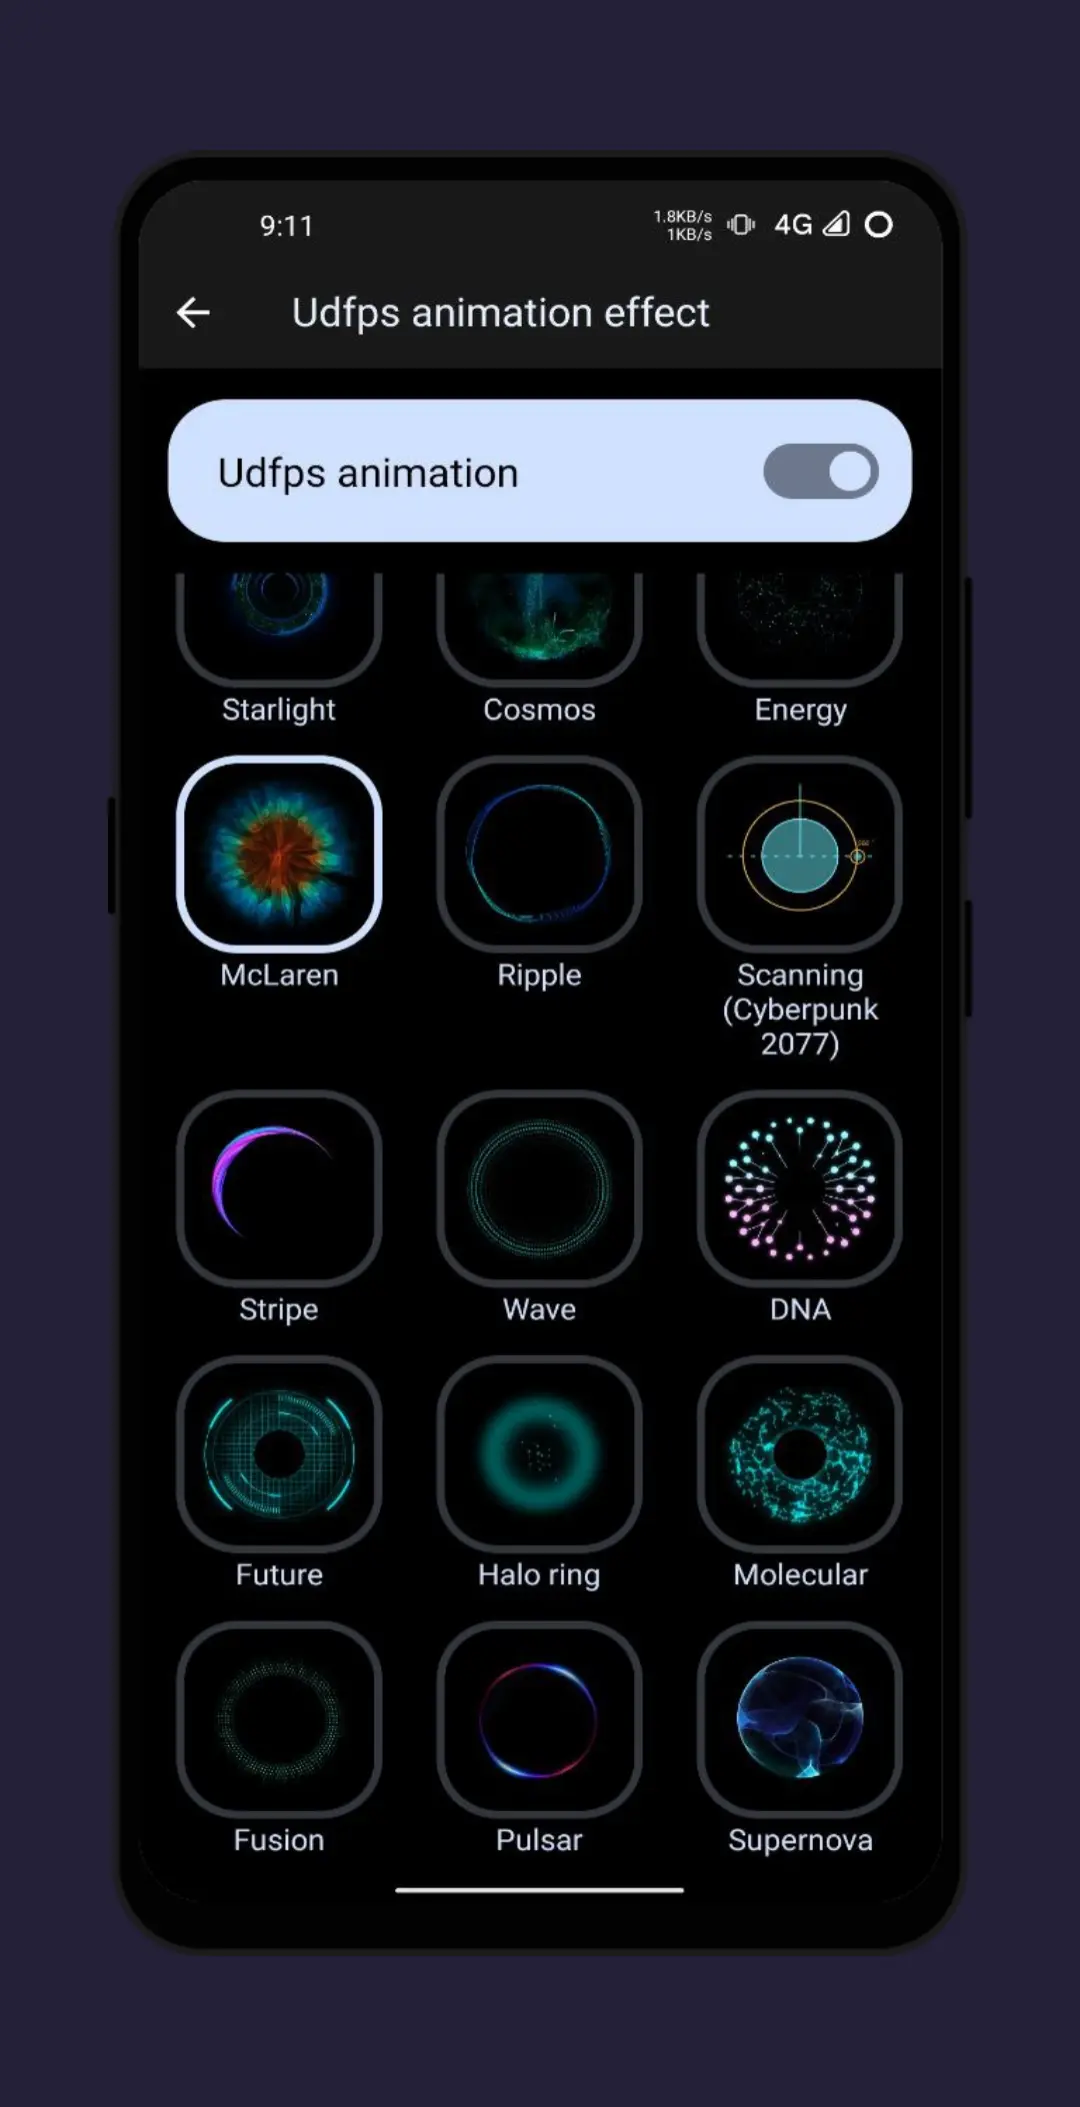 9:11
1.8KB/s
1KB/s
4G
Udfps animation effect
Udfps animation
Starlight
Cosmos
Energy
McLaren
Ripple
Scanning
(Cyberpunk
2077)
Stripe
Wave
DNA
Future
Halo ring
Molecular
Fusion
Pulsar
Supernova